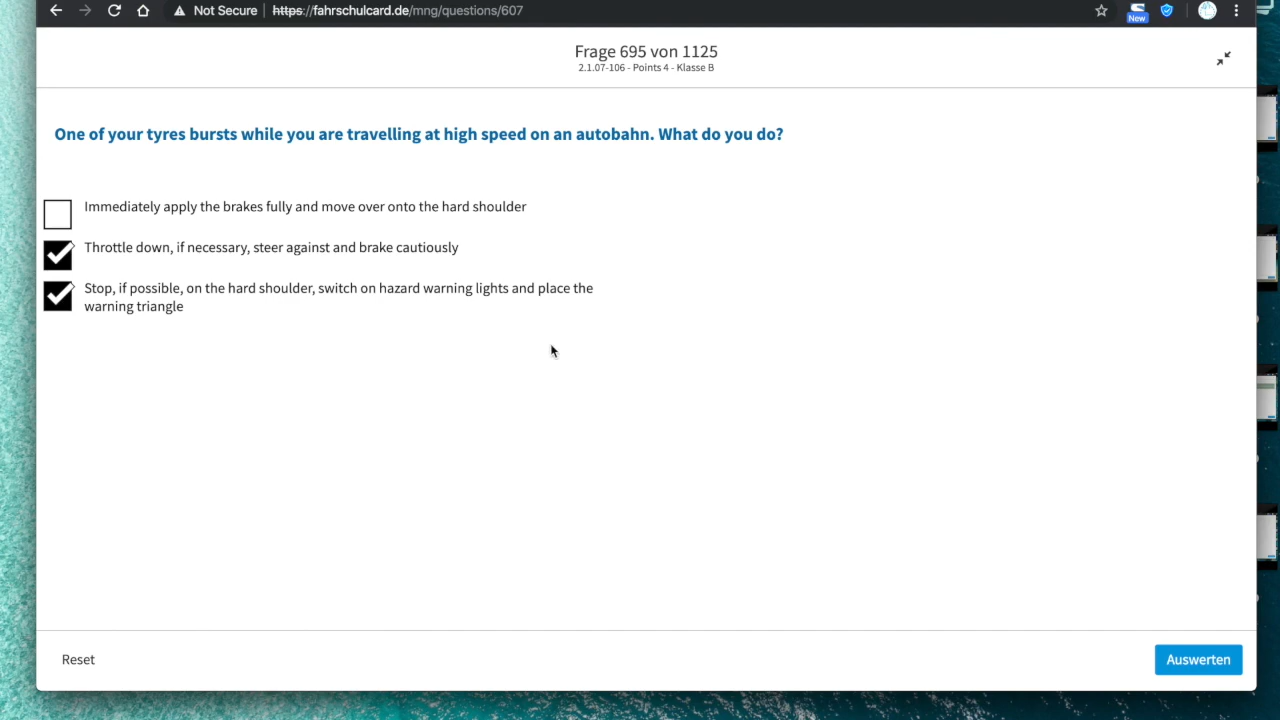 Not Secure | https://fahrschulcard.de/mng/questions/607
New
Frage 695 von 1125
2.1.07-106 - Points 4 - Klasse B
One of your tyres bursts while you are travelling at high speed on an autobahn. What do you do?
Immediately apply the brakes fully and move over onto the hard shoulder
Throttle down, if necessary, steer against and brake cautiously
Stop, if possible, on the hard shoulder, switch on hazard warning lights and place the
warning triangle
Reset
Auswerten